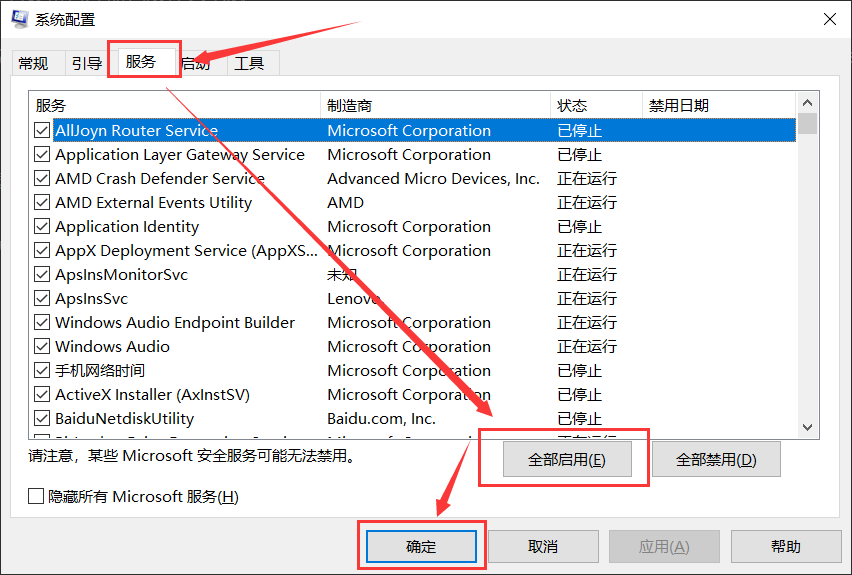 系统配置
常规 引导 服务 启动 工具
服务 制造商 状态 禁用日期
AllJoyn Router Service Microsoft Corporation 已停止
Application Layer Gateway Service Microsoft Corporation 已停止
AMD Crash Defender Service Advanced Micro Devices, Inc. 正在运行
AMD External Events Utility AMD 正在运行
Application Identity Microsoft Corporation 已停止
AppX Deployment Service (AppXS... Microsoft Corporation 正在运行
ApsInsMonitorSvc 未知 正在运行
ApsInsSvc Lenovo. 正在运行
Windows Audio Endpoint Builder Microsoft Corporation 正在运行
Windows Audio Microsoft Corporation 正在运行
手机网络时间 Microsoft Corporation 已停止
ActiveX Installer (AxInstSV) Microsoft Corporation 已停止
BaiduNetdiskUtility Baidu.com, Inc. 已停止
请注意，某些 Microsoft 安全服务可能无法禁用。 全部启用(E) 全部禁用(D)
隐藏所有 Microsoft 服务(H)
确定 取消 应用(A) 帮助